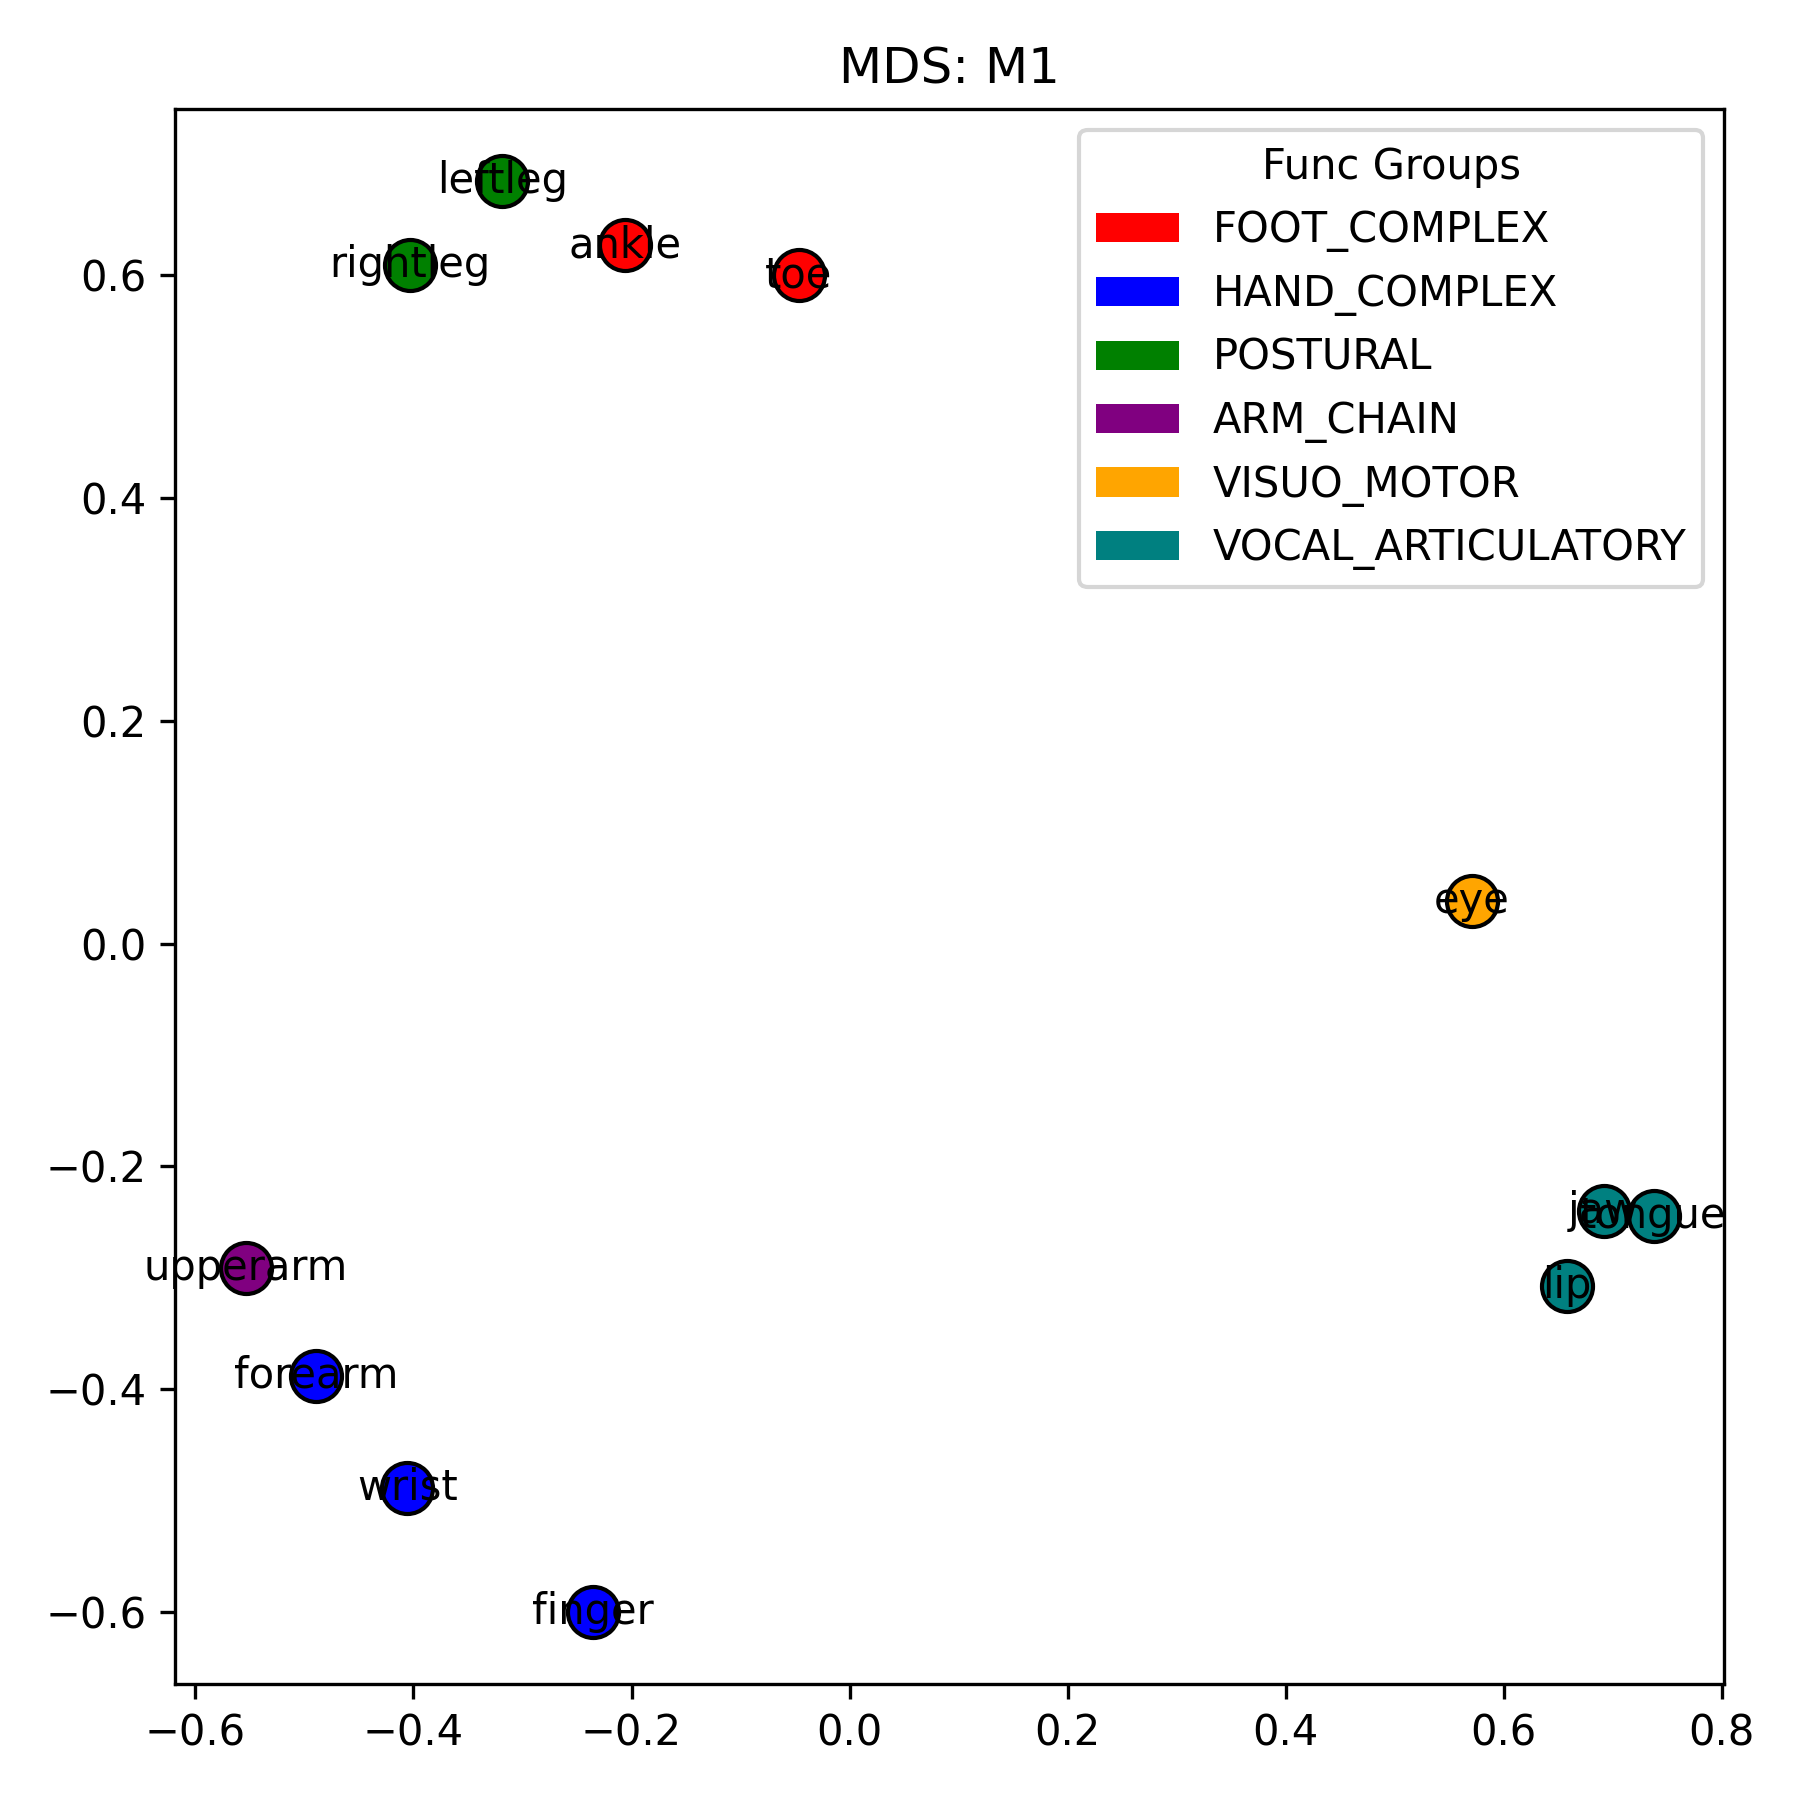 MDS: M1
Func Groups
FOOT_COMPLEX
HAND_COMPLEX
POSTURAL
ARM_CHAIN
VISUO_MOTOR
VOCAL_ARTICULATORY
leftleg
ankle
rightleg
toe
eye
jaw
tongue
upperarm
lip
forearm
wrist
finger
0.6
0.4
0.2
0.0
−0.2
−0.4
−0.6
−0.6 −0.4 −0.2 0.0 0.2 0.4 0.6 0.8